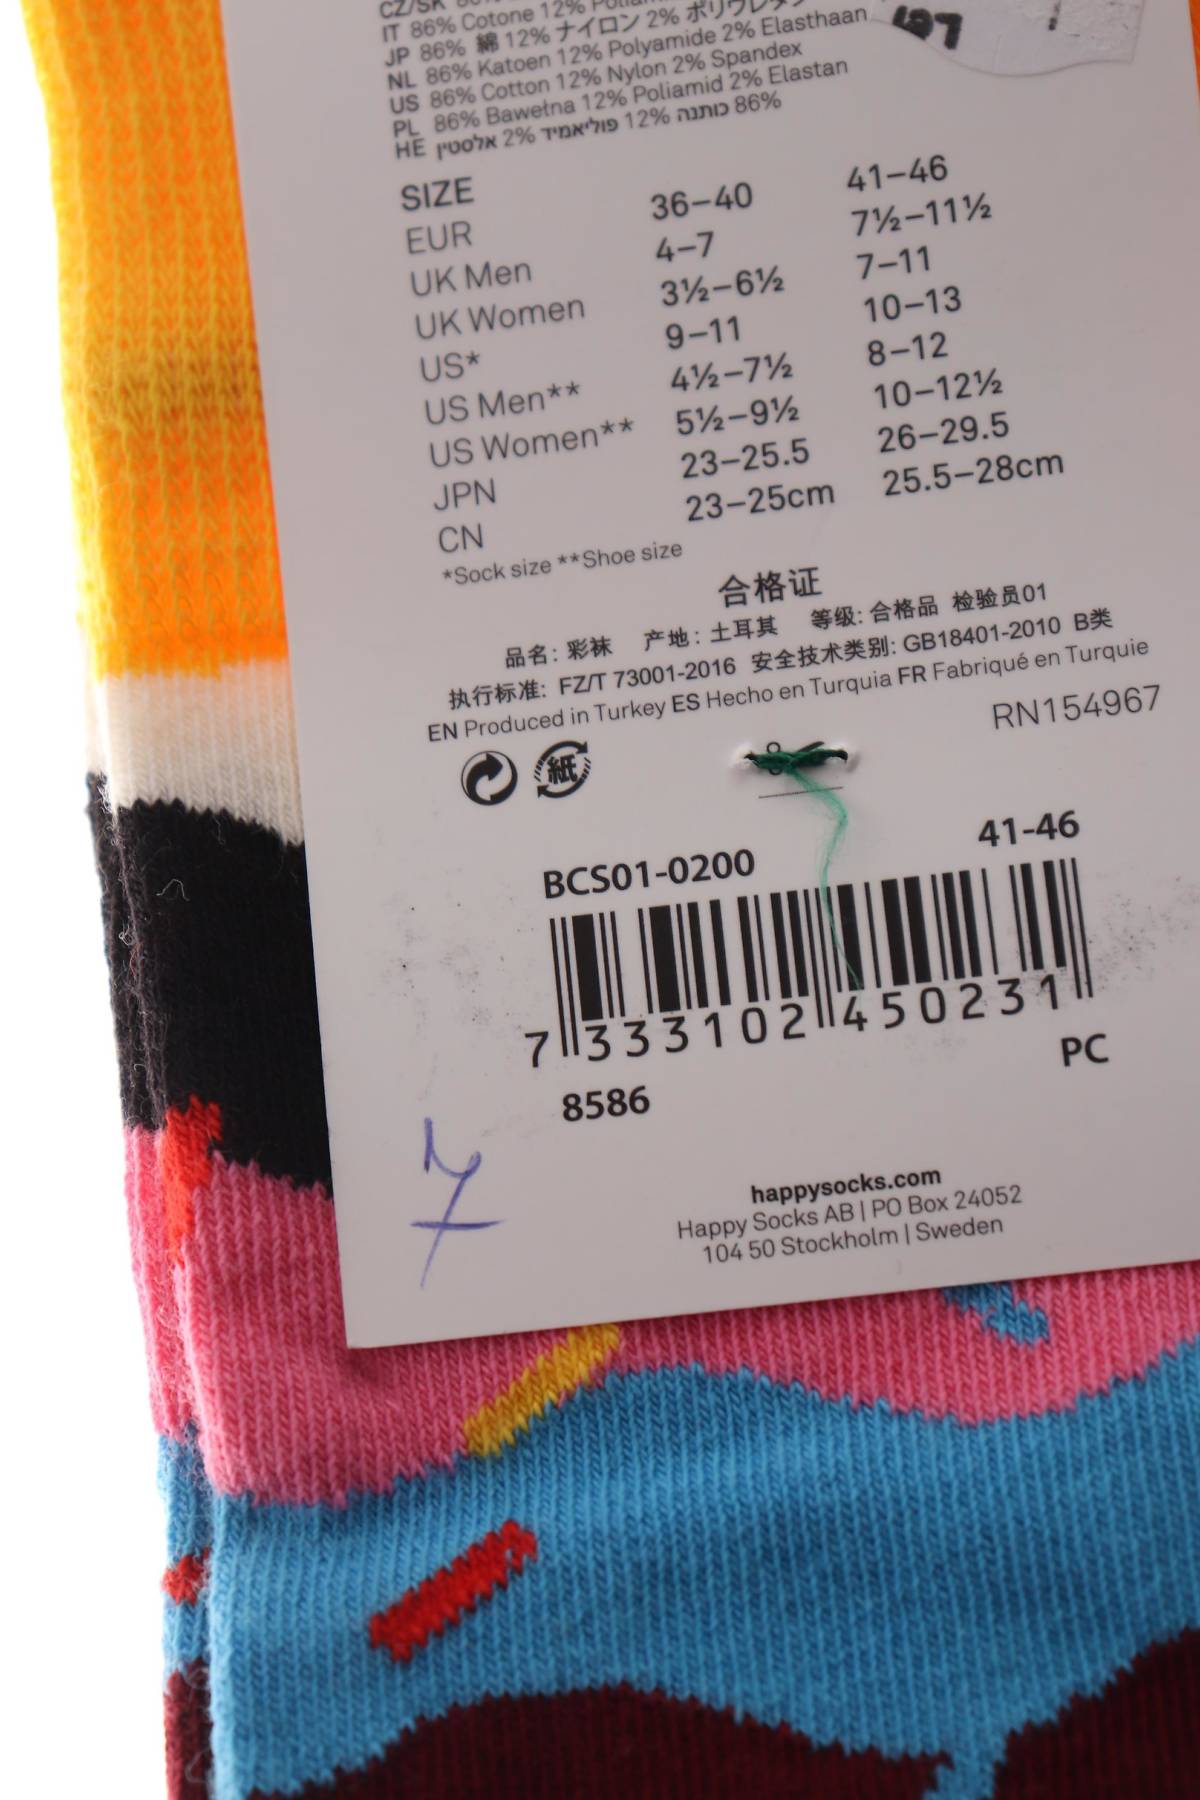 CZ/SK 86%
IT 86% Cotone 12%
JP 86% 綿 12% ナイロン 2% ポリウレタン
NL 86% Katoen 12% Polyamide 2% Elasthaan
US 86% Cotton 12% Nylon 2% Spandex
PL 86% Bawełna 12% Poliamid 2% Elastan
HE 86% כותנה 12% פוליאמיד 2% אלסטין
SIZE
EUR 36–40 41–46
UK Men 4–7 7½–11½
UK Women 3½–6½ 7–11
US* 9–11 10–13
US Men** 4½–7½ 8–12
US Women** 5½–9½ 10–12½
JPN 23–25.5 26–29.5
CN 23–25cm 25.5–28cm
*Sock size **Shoe size
合格证
品名: 彩袜 产地: 土耳其 等级: 合格品 检验员01
执行标准: FZ/T 73001-2016 安全技术类别: GB18401-2010 B类
EN Produced in Turkey ES Hecho en Turquia FR Fabriqué en Turquie
RN154967
紙
BCS01-0200 41-46
7 333102 450231
8586 PC
7
happysocks.com
Happy Socks AB | PO Box 24052
104 50 Stockholm | Sweden